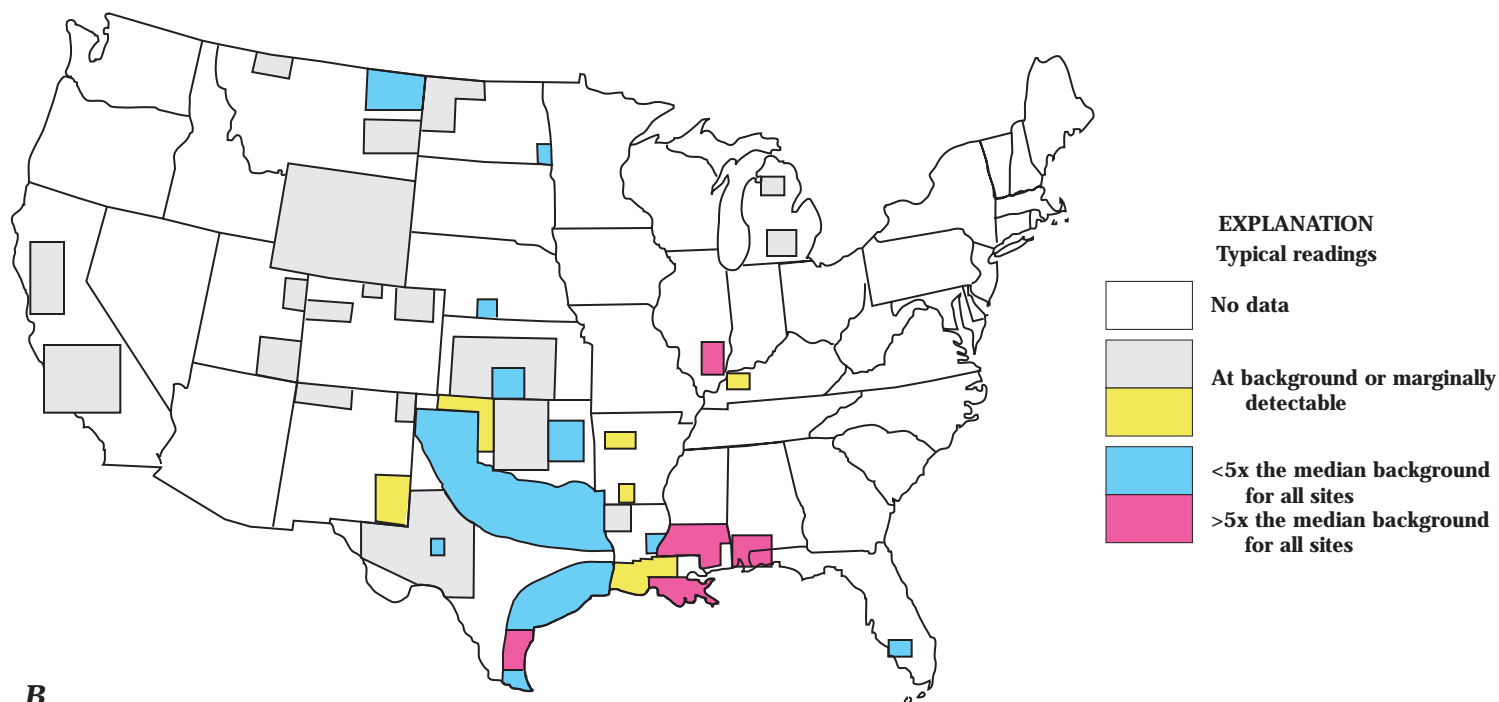 EXPLANATION
Typical readings
No data
At background or marginally
detectable
<5x the median background
for all sites
>5x the median background
for all sites
B